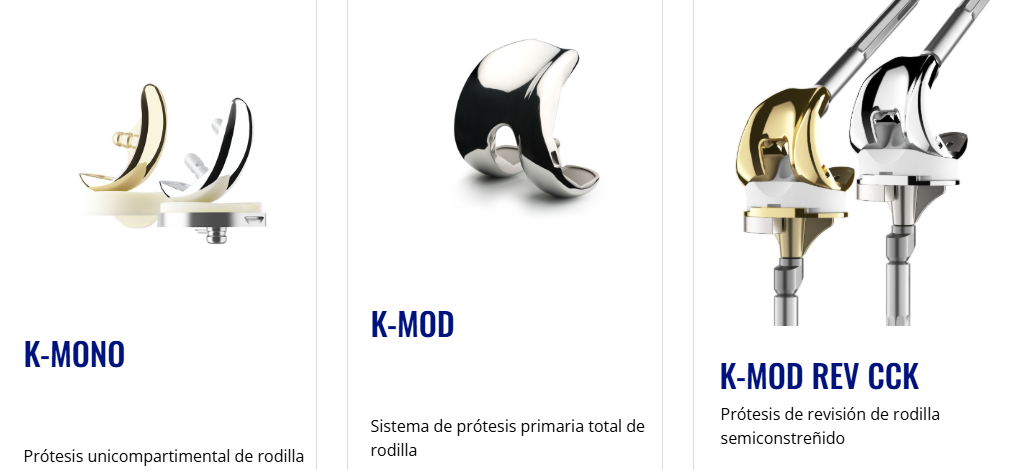 K-MONO
Prótesis unicompartimental de rodilla
K-MOD
Sistema de prótesis primaria total de
rodilla
K-MOD REV CCK
Prótesis de revisión de rodilla
semiconstreñido